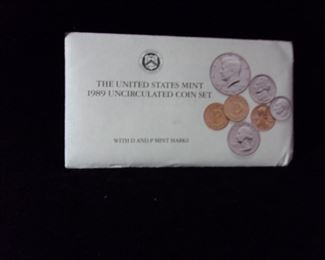 THE UNITED STATES MINT
1989 UNCIRCULATED COIN SET
WITH D AND P MINT MARKS